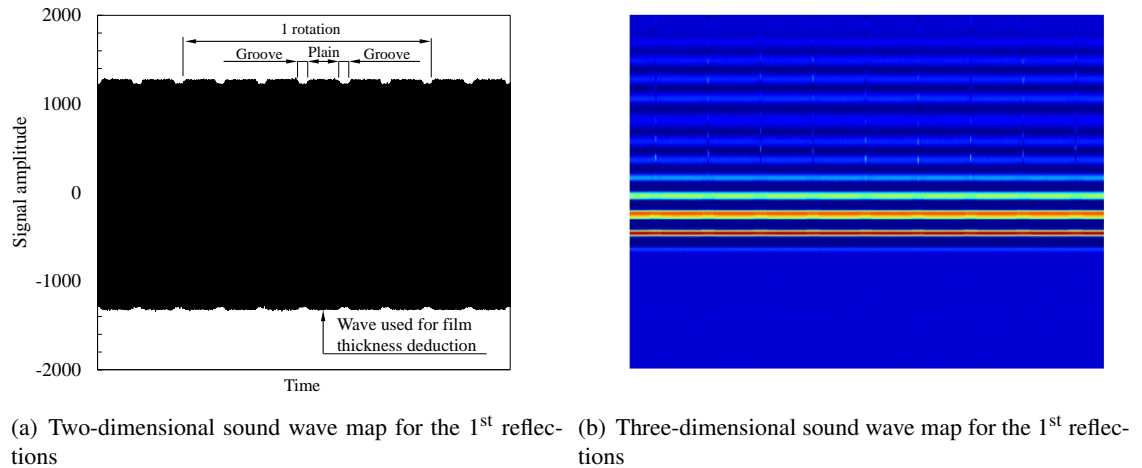 2000
1000
0
-1000
-2000
Signal amplitude
1 rotation
Groove Plain Groove
Wave used for film
thickness deduction
Time
(a) Two-dimensional sound wave map for the 1st reflec-
tions
(b) Three-dimensional sound wave map for the 1st reflec-
tions